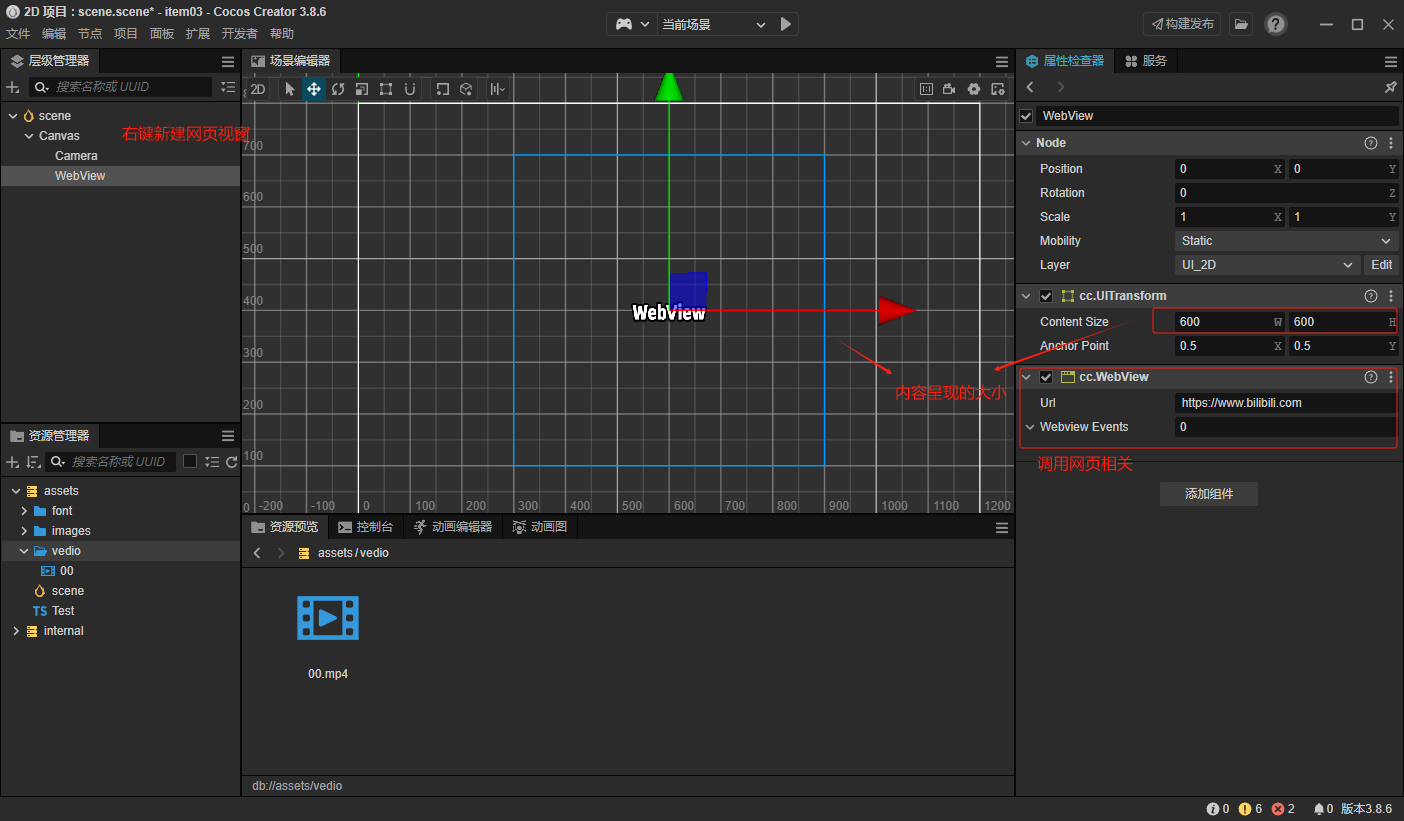 2D 项目 : scene.scene* - item03 - Cocos Creator 3.8.6
文件 编辑 节点 项目 面板 扩展 开发者 帮助
当前场景
构建发布
层级管理器
搜索名称或 UUID
scene
Canvas
Camera
WebView
右键新建网页视窗
场景编辑器
2D
700
600
500
400
300
200
100
0 -200 -100 0 100 200 300 400 500 600 700 800 900 1000 1100 1200
WebView
内容呈现的大小
属性检查器 服务
WebView
Node
Position 0 X 0 Y
Rotation 0 Z
Scale 1 X 1 Y
Mobility Static
Layer UI_2D Edit
cc.UITransform
Content Size 600 W 600 H
Anchor Point 0.5 X 0.5 Y
cc.WebView
Url https://www.bilibili.com
Webview Events 0
调用网页相关
添加组件
资源管理器
搜索名称或 UUID
assets
font
images
vedio
00
scene
TS Test
internal
资源预览 控制台 动画编辑器 动画图
assets / vedio
00.mp4
db://assets/vedio
0 6 2 0 版本3.8.6